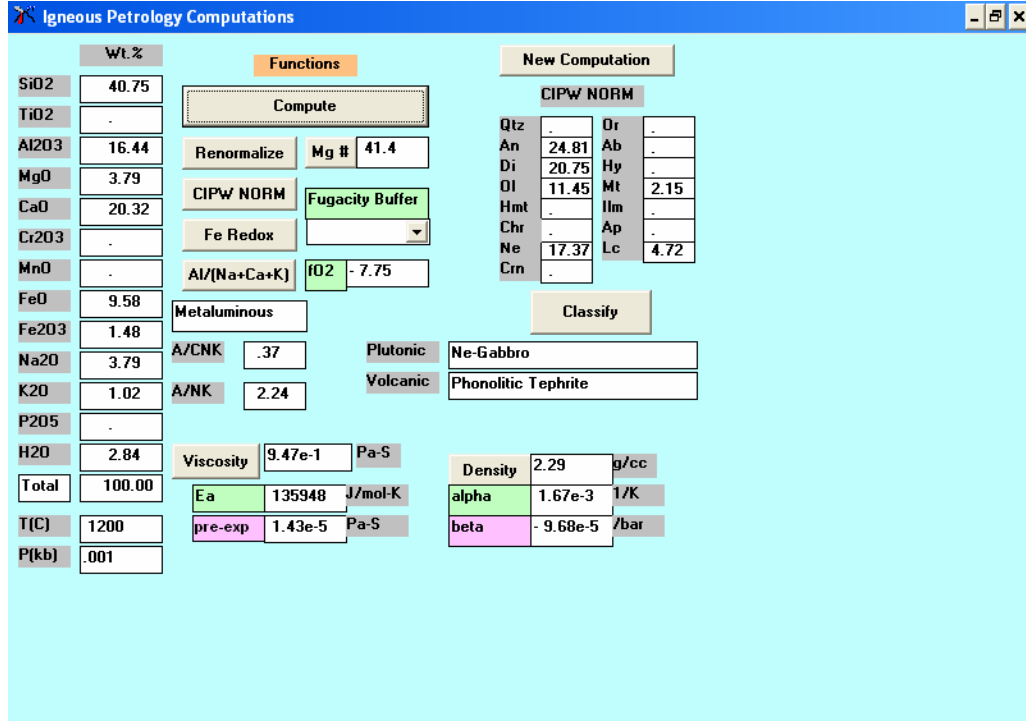 Igneous Petrology Computations
Wt.%
Functions
New Computation
SiO2 40.75
Compute
CIPW NORM
TiO2 .
Qtz . Or .
Al2O3 16.44
Renormalize Mg # 41.4
An 24.81 Ab .
MgO 3.79
Di 20.75 Hy .
CIPW NORM Fugacity Buffer
Ol 11.45 Mt 2.15
CaO 20.32
Hmt . Ilm .
Cr2O3 .
Fe Redox
Chr . Ap .
Ne 17.37 Lc 4.72
MnO .
Al/(Na+Ca+K) fO2 - 7.75
Crn .
FeO 9.58
Metaluminous
Classify
Fe2O3 1.48
A/CNK .37
Plutonic Ne-Gabbro
Na2O 3.79
Volcanic Phonolitic Tephrite
K2O 1.02
A/NK 2.24
P2O5 .
H2O 2.84
Viscosity 9.47e-1 Pa-S
Density 2.29 g/cc
Total 100.00
Ea 135948 J/mol-K
alpha 1.67e-3 1/K
T(C) 1200
pre-exp 1.43e-5 Pa-S
beta - 9.68e-5 /bar
P(kb) .001